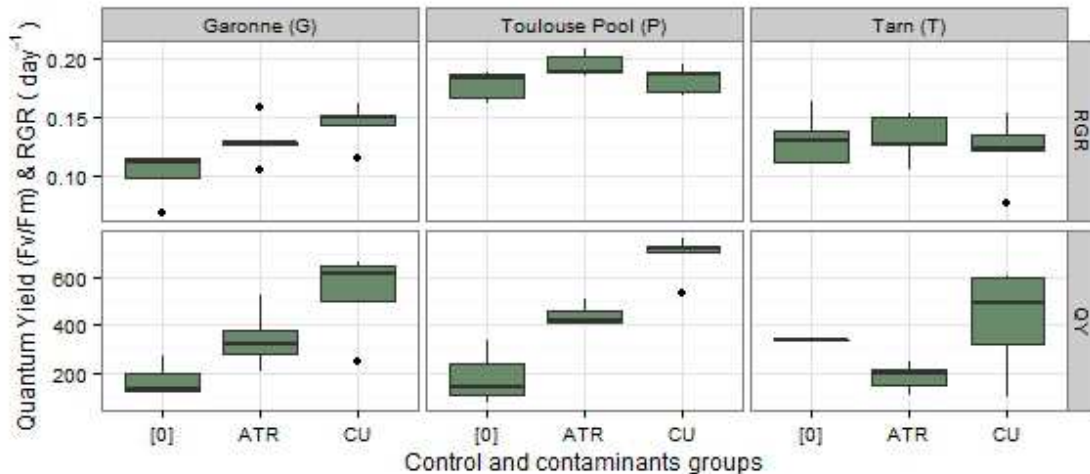 Garonne (G) Toulouse Pool (P) Tarn (T)
Quantum Yield (Fv/Fm) & RGR ( day⁻¹)
0.20
0.15
0.10
RGR
600
400
200
QY
[0] ATR CU [0] ATR CU [0] ATR CU
Control and contaminants groups